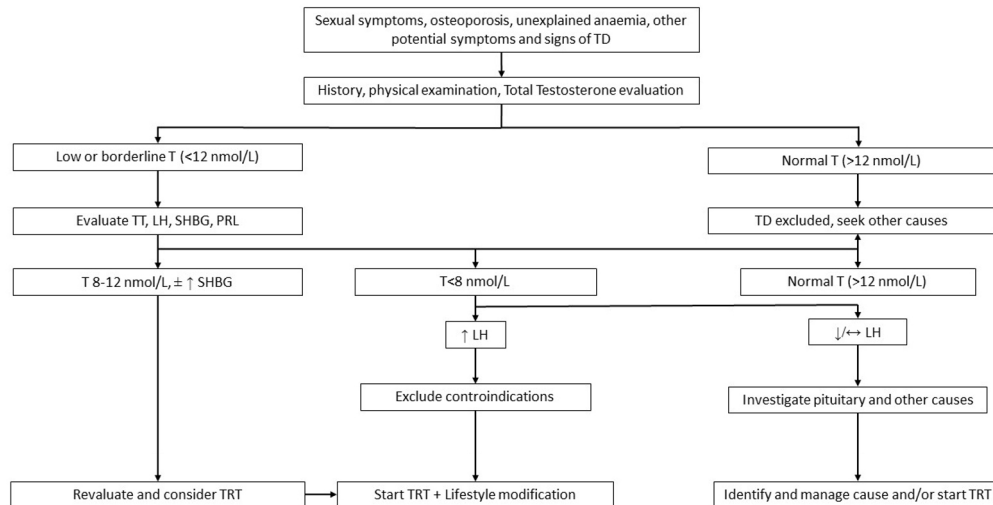 Sexual symptoms, osteoporosis, unexplained anaemia, other
potential symptoms and signs of TD
History, physical examination, Total Testosterone evaluation
Low or borderline T (<12 nmol/L)
Normal T (>12 nmol/L)
Evaluate TT, LH, SHBG, PRL
TD excluded, seek other causes
T 8-12 nmol/L, ± ↑ SHBG
T<8 nmol/L
Normal T (>12 nmol/L)
↑ LH
↓/↔ LH
Exclude controindications
Investigate pituitary and other causes
Revaluate and consider TRT
Start TRT + Lifestyle modification
Identify and manage cause and/or start TRT